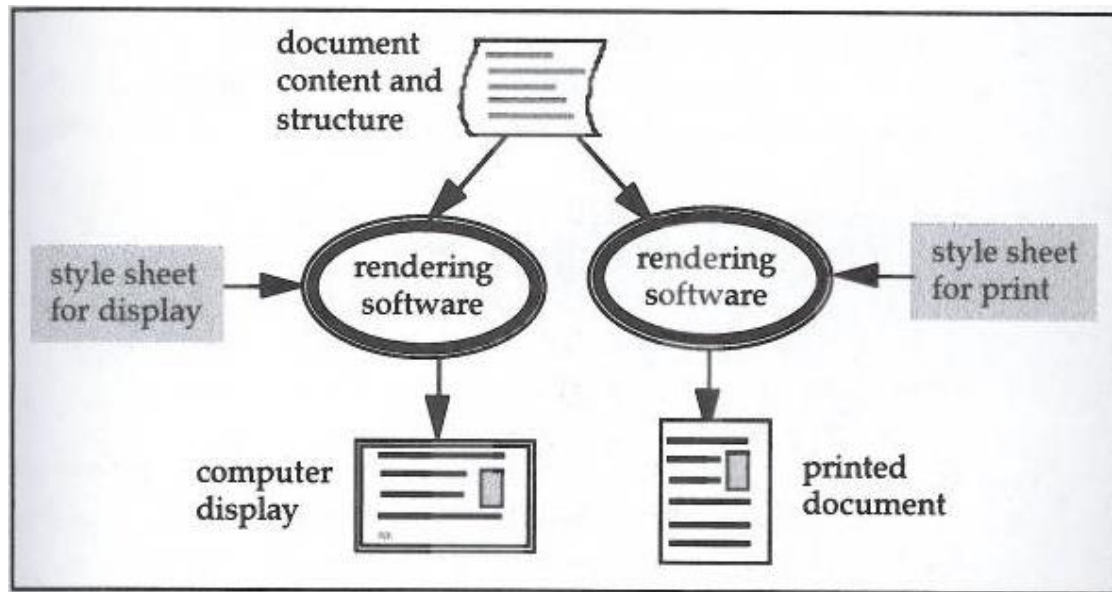 document
content and
structure
style sheet
for display
rendering
software
rendering
software
style sheet
for print
computer
display
printed
document